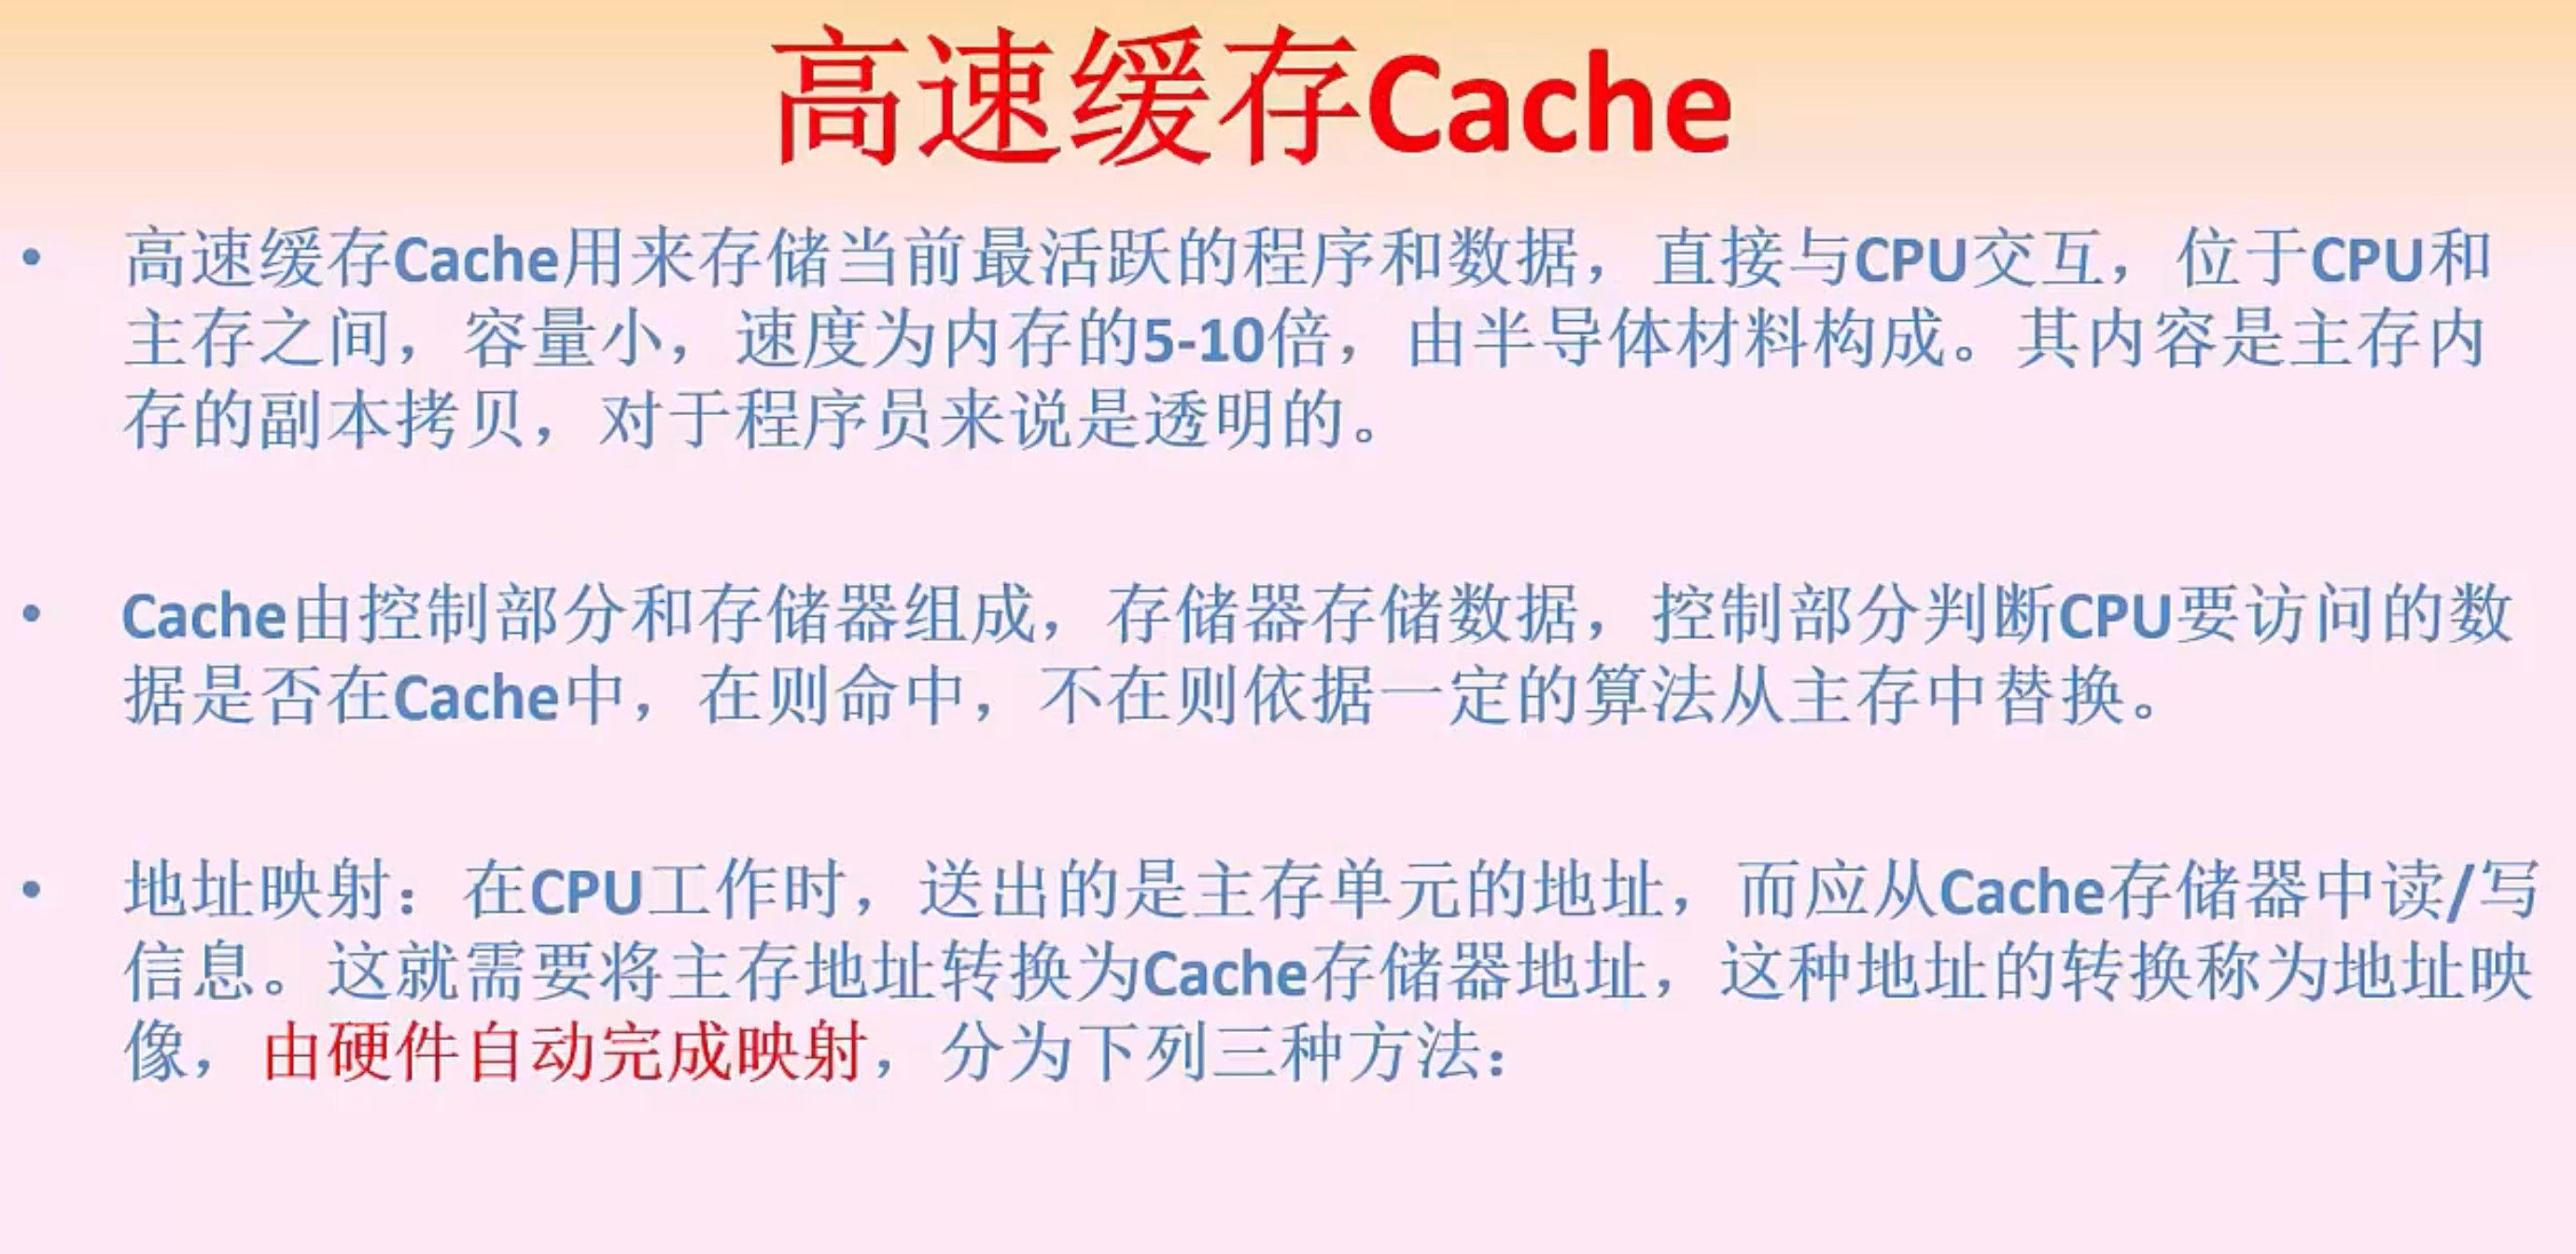 高速缓存Cache
• 高速缓存Cache用来存储当前最活跃的程序和数据，直接与CPU交互，位于CPU和
主存之间，容量小，速度为内存的5-10倍，由半导体材料构成。其内容是主存内
存的副本拷贝，对于程序员来说是透明的。
• Cache由控制部分和存储器组成，存储器存储数据，控制部分判断CPU要访问的数
据是否在Cache中，在则命中，不在则依据一定的算法从主存中替换。
• 地址映射：在CPU工作时，送出的是主存单元的地址，而应从Cache存储器中读/写
信息。这就需要将主存地址转换为Cache存储器地址，这种地址的转换称为地址映
像，由硬件自动完成映射，分为下列三种方法：